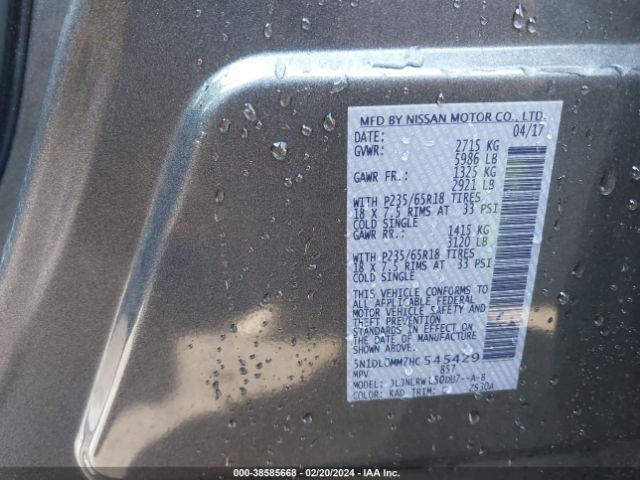 MFD BY NISSAN MOTOR CO., LTD.
DATE: 04/17
GVWR: 2715 KG
5986 LB
GAWR FR.: 1325 KG
2921 LB
WITH P235/65R18 TIRES
18 X 7.5 RIMS AT 33 PSI
COLD SINGLE
GAWR RR.: 1415 KG
3120 LB
WITH P235/65R18 TIRES
18 X 7.5 RIMS AT 33 PSI
COLD SINGLE
THIS VEHICLE CONFORMS TO
ALL APPLICABLE FEDERAL
MOTOR VEHICLE SAFETY AND
THEFT PREVENTION
STANDARDS IN EFFECT ON
THE DATE OF MANUFACTURE
SHOWN ABOVE.
5N1DL0MM7HC545429
MPV 857
MODEL:
COLOR: KAD TRIM:
000-38585668 - 02/20/2024 - IAA Inc.